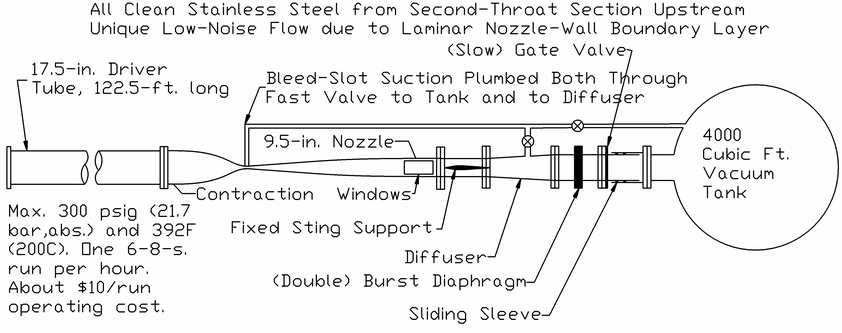 All Clean Stainless Steel from Second-Throat Section Upstream
Unique Low-Noise Flow due to Laminar Nozzle-Wall Boundary Layer
(Slow) Gate Valve
17.5-in. Driver
Tube, 122.5-ft. long
Bleed-Slot Suction Plumbed Both Through
Fast Valve to Tank and to Diffuser
9.5-in. Nozzle
4000
Cubic Ft.
Vacuum
Tank
Contraction
Windows
Max. 300 psig (21.7
bar,abs.) and 392F
(200C). One 6-8-s.
run per hour.
About $10/run
operating cost.
Fixed Sting Support
Diffuser
(Double) Burst Diaphragm
Sliding Sleeve